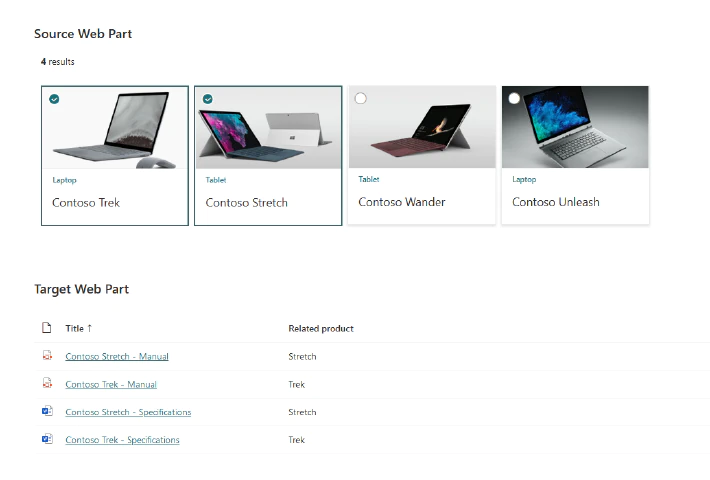 Source Web Part
4 results
Laptop
Contoso Trek
Tablet
Contoso Stretch
Tablet
Contoso Wander
Laptop
Contoso Unleash
Target Web Part
Title ↑ Related product
Contoso Stretch - Manual Stretch
Contoso Trek - Manual Trek
Contoso Stretch - Specifications Stretch
Contoso Trek - Specifications Trek